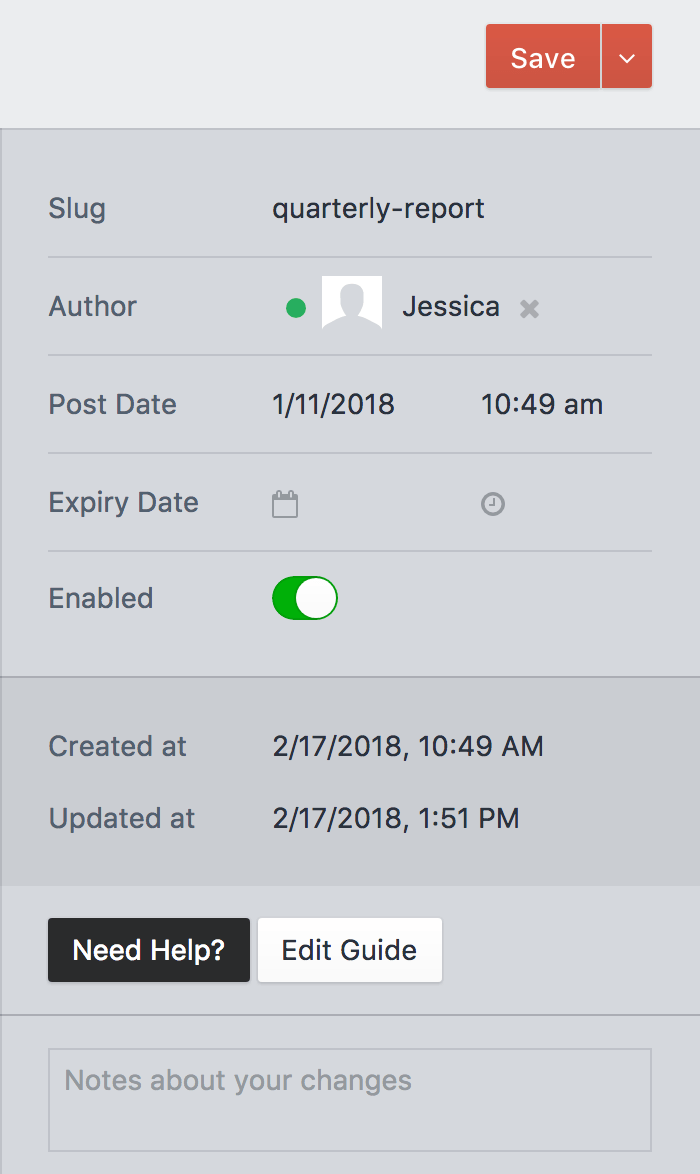 Save
Slug quarterly-report
Author Jessica
Post Date 1/11/2018 10:49 am
Expiry Date
Enabled
Created at 2/17/2018, 10:49 AM
Updated at 2/17/2018, 1:51 PM
Need Help? Edit Guide
Notes about your changes